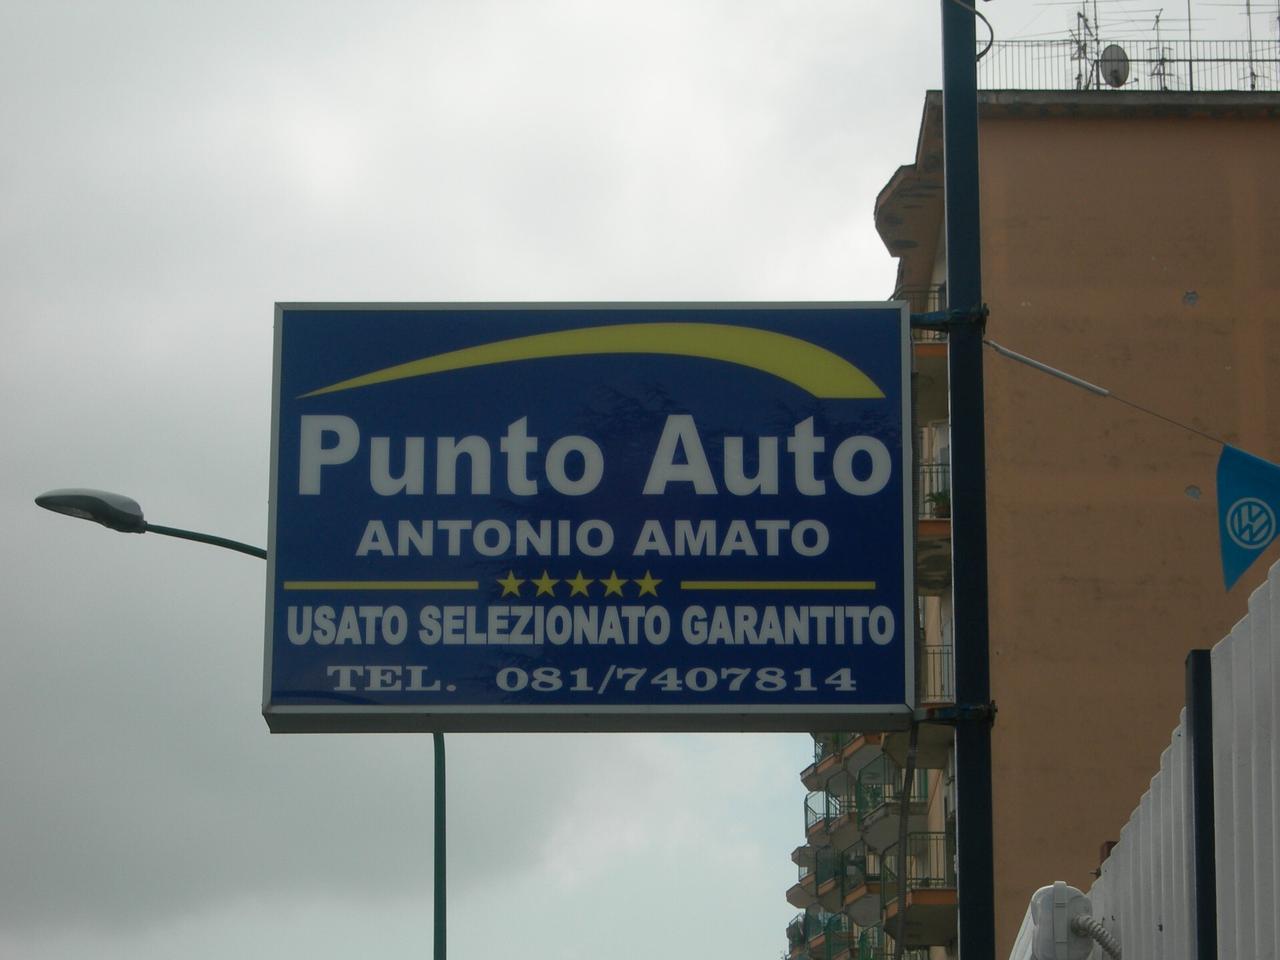 Punto Auto
ANTONIO AMATO
USATO SELEZIONATO GARANTITO
TEL. 081/7407814